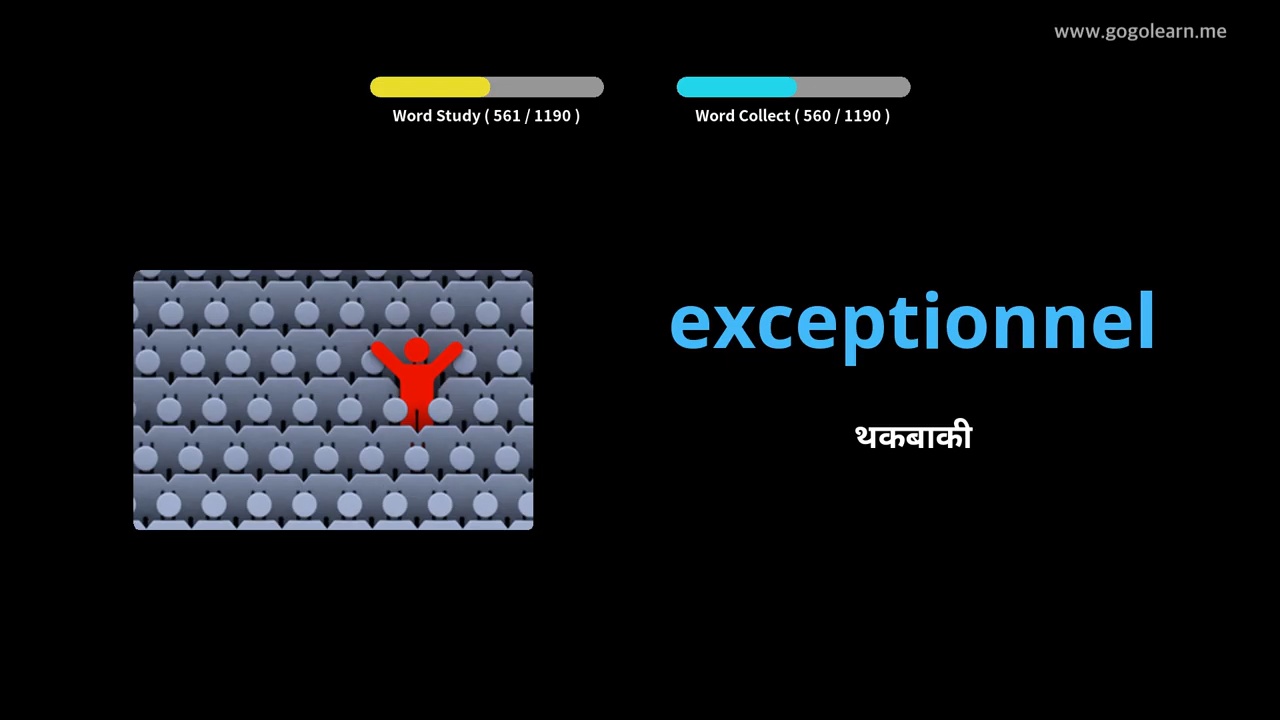 www.gogolearn.me
Word Study ( 561 / 1190 )
Word Collect ( 560 / 1190 )
exceptionnel
थकबाकी